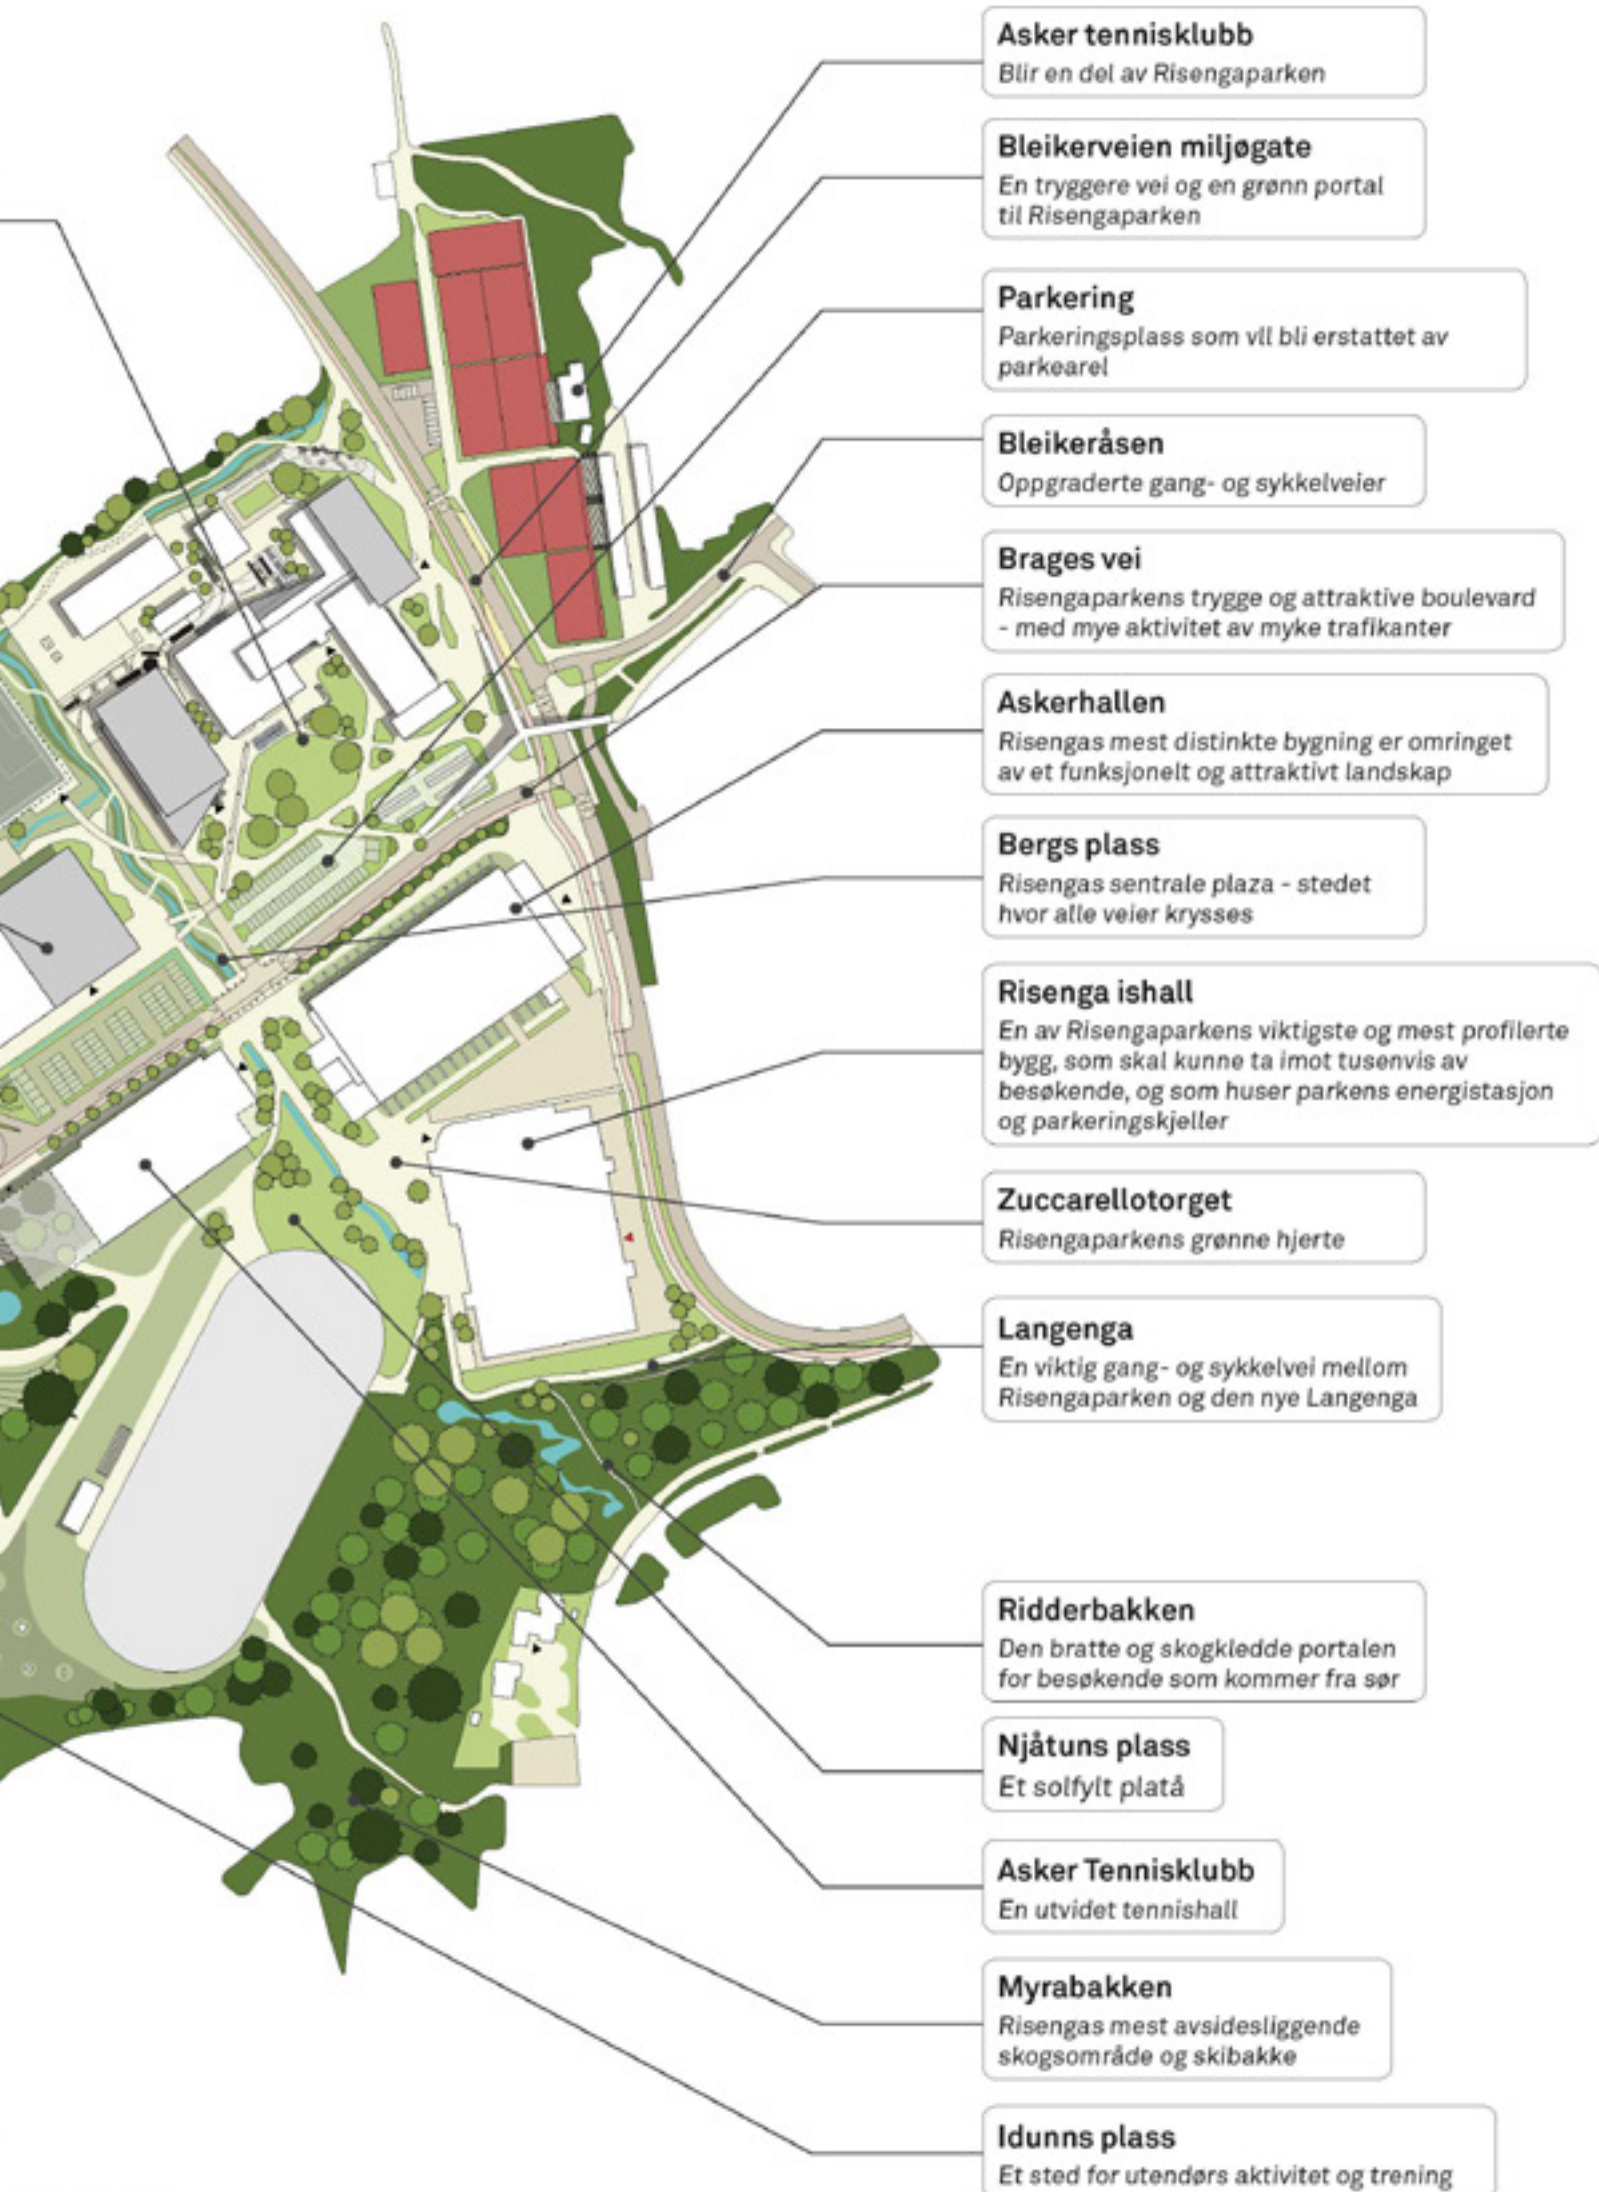 Asker tennisklubb
Blir en del av Risengaparken
Bleikerveien miljøgate
En tryggere vei og en grønn portal
til Risengaparken
Parkering
Parkeringsplass som vll bli erstattet av
parkearel
Bleikeråsen
Oppgraderte gang- og sykkelveier
Brages vei
Risengaparkens trygge og attraktive boulevard
- med mye aktivitet av myke trafikanter
Askerhallen
Risengas mest distinkte bygning er omringet
av et funksjonelt og attraktivt landskap
Bergs plass
Risengas sentrale plaza - stedet
hvor alle veier krysses
Risenga ishall
En av Risengaparkens viktigste og mest profilerte
bygg, som skal kunne ta imot tusenvis av
besøkende, og som huser parkens energistasjon
og parkeringskjeller
Zuccarellotorget
Risengaparkens grønne hjerte
Langenga
En viktig gang- og sykkelvei mellom
Risengaparken og den nye Langenga
Ridderbakken
Den bratte og skogkledde portalen
for besøkende som kommer fra sør
Njåtuns plass
Et solfylt platå
Asker Tennisklubb
En utvidet tennishall
Myrabakken
Risengas mest avsidesliggende
skogsområde og skibakke
Idunns plass
Et sted for utendørs aktivitet og trening